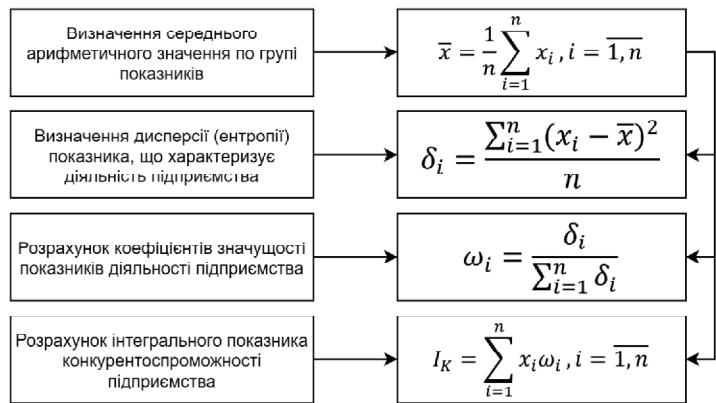 Визначення середнього
арифметичного значення по групі
показників
x̅ = 1/n ∑_{i=1}^{n} x_i , i = \overline{1, n}
Визначення дисперсії (ентропії)
показника, що характеризує
діяльність підприємства
δ_i = ∑_{i=1}^{n} (x_i − x̅)² / n
Розрахунок коефіцієнтів значущості
показників діяльності підприємства
ω_i = δ_i / ∑_{i=1}^{n} δ_i
Розрахунок інтегрального показника
конкурентоспроможності
підприємства
I_K = ∑_{i=1}^{n} x_i ω_i , i = \overline{1, n}